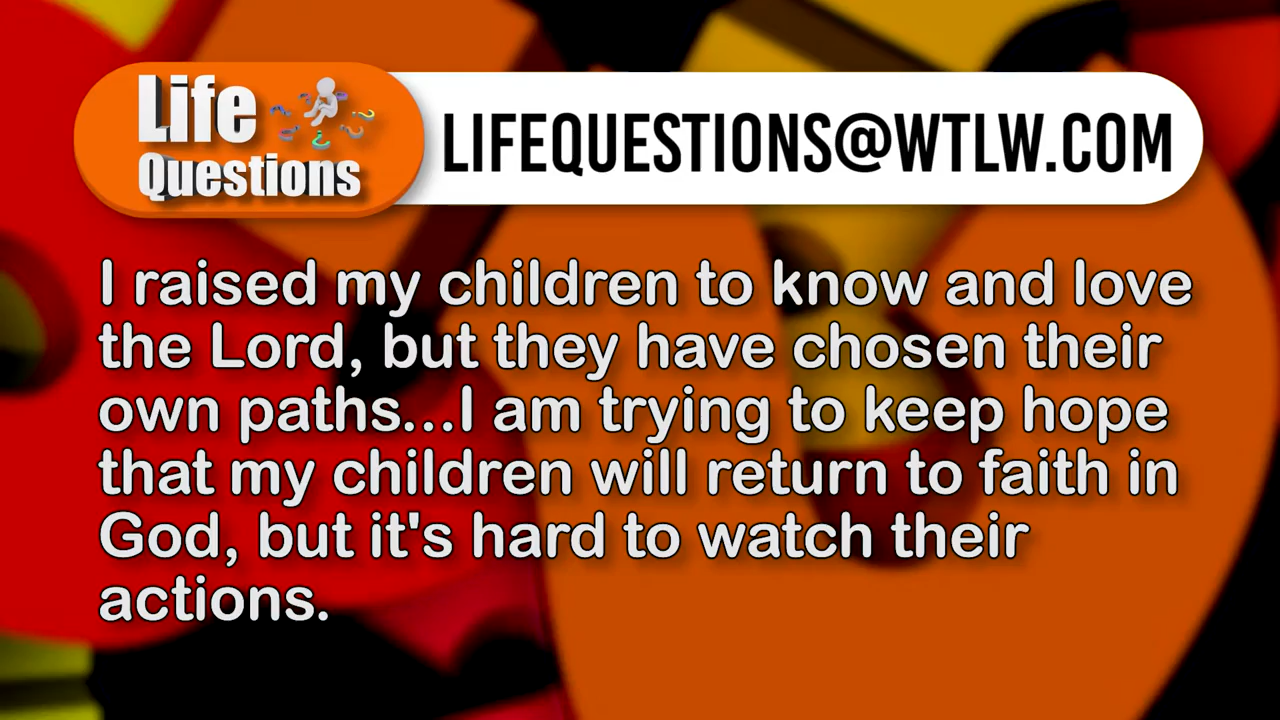 Life
Questions
LIFEQUESTIONS@WTLW.COM
I raised my children to know and love
the Lord, but they have chosen their
own paths...I am trying to keep hope
that my children will return to faith in
God, but it's hard to watch their
actions.